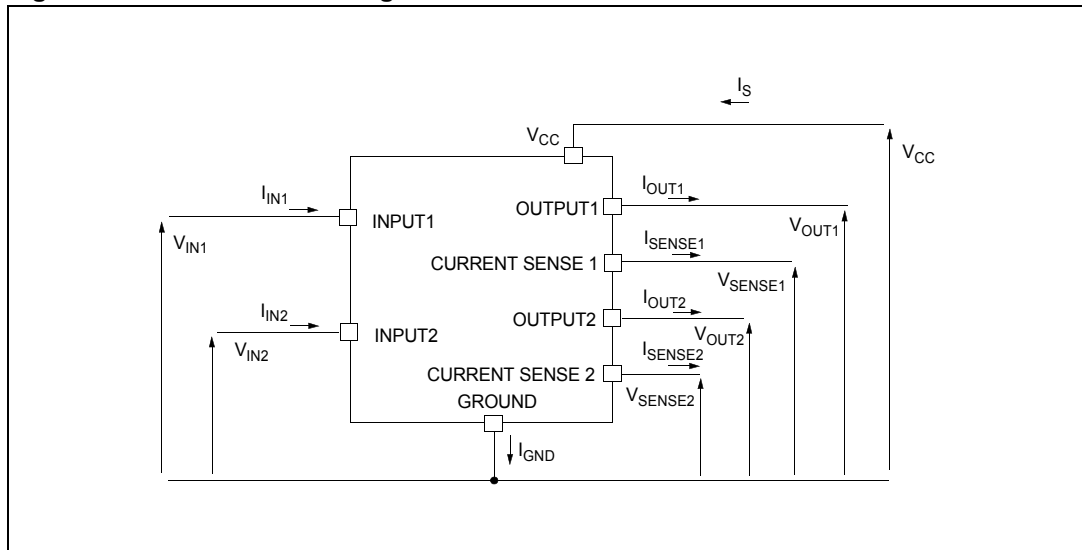 I_S
V_CC
V_CC
I_IN1
I_OUT1
INPUT1
OUTPUT1
V_IN1
V_OUT1
I_SENSE1
CURRENT SENSE 1
V_SENSE1
I_IN2
I_OUT2
INPUT2
OUTPUT2
V_IN2
V_OUT2
I_SENSE2
CURRENT SENSE 2
V_SENSE2
GROUND
I_GND